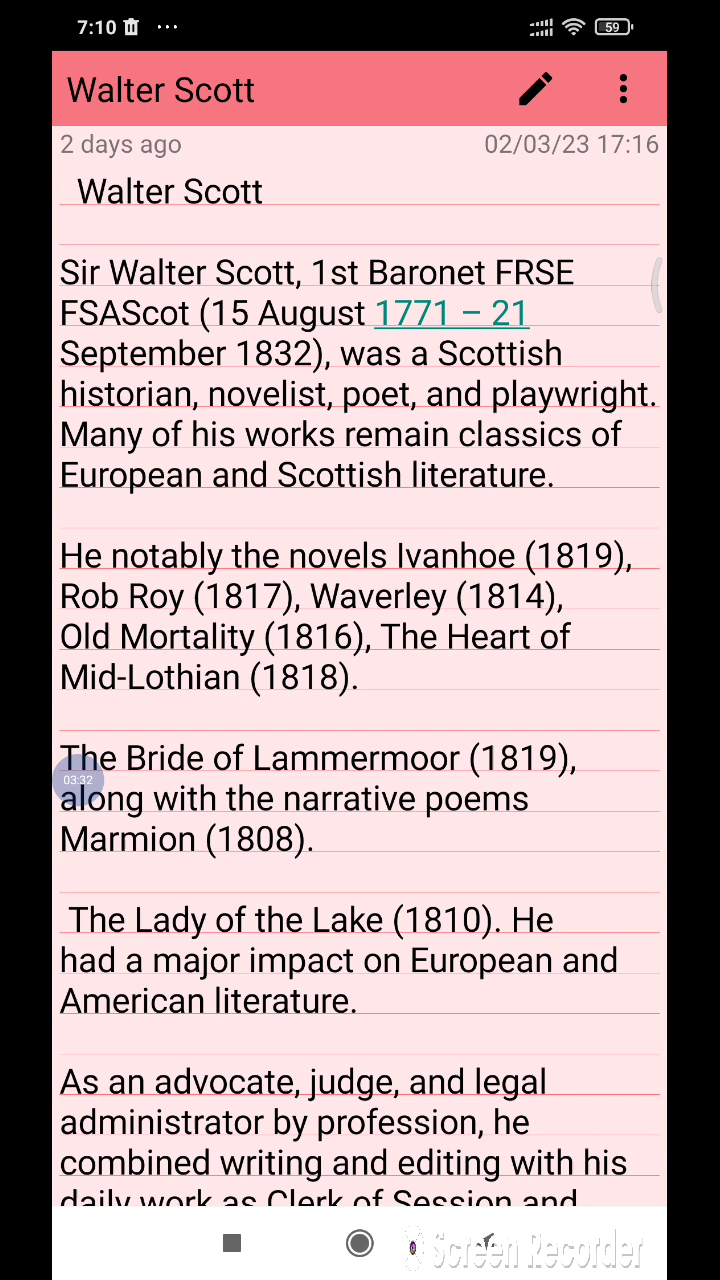 7:10
59
Walter Scott
2 days ago 02/03/23 17:16
Walter Scott
Sir Walter Scott, 1st Baronet FRSE
FSAScot (15 August 1771 – 21
September 1832), was a Scottish
historian, novelist, poet, and playwright.
Many of his works remain classics of
European and Scottish literature.
He notably the novels Ivanhoe (1819),
Rob Roy (1817), Waverley (1814),
Old Mortality (1816), The Heart of
Mid-Lothian (1818).
The Bride of Lammermoor (1819),
03:32
along with the narrative poems
Marmion (1808).
The Lady of the Lake (1810). He
had a major impact on European and
American literature.
As an advocate, judge, and legal
administrator by profession, he
combined writing and editing with his
daily work as Clerk of Session and
Screen Recorder